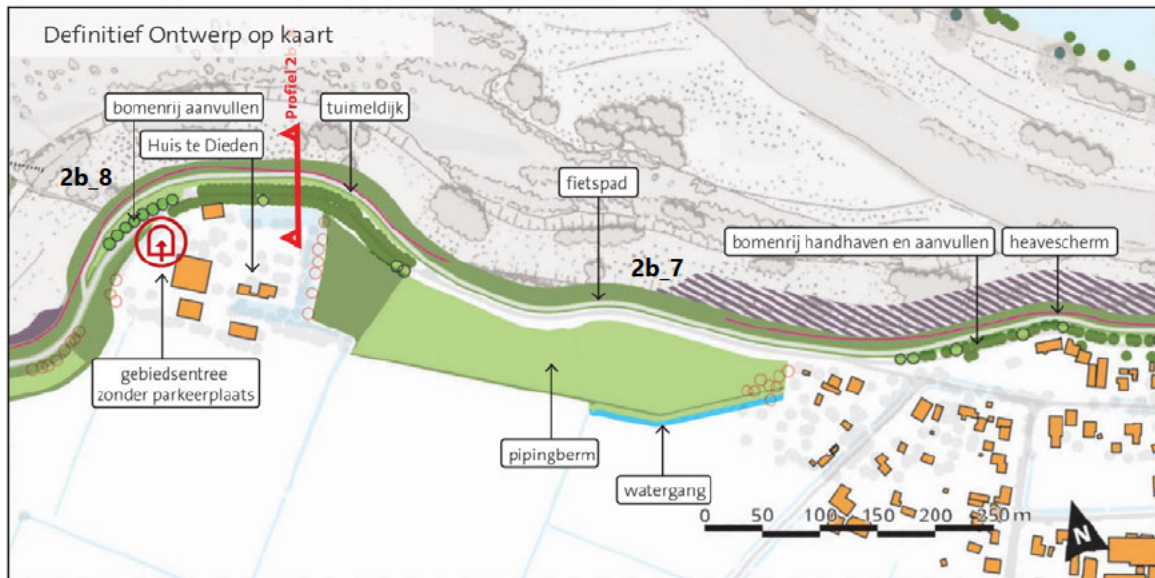 Definitief Ontwerp op kaart
Profiel 2b
bomenrij aanvullen
tuimeldijk
Huis te Dieden
2b_8
fietspad
2b_7
bomenrij handhaven en aanvullen
heavescherm
gebiedsentree
zonder parkeerplaats
pipingberm
watergang
0 50 100 150 200 250 m
N